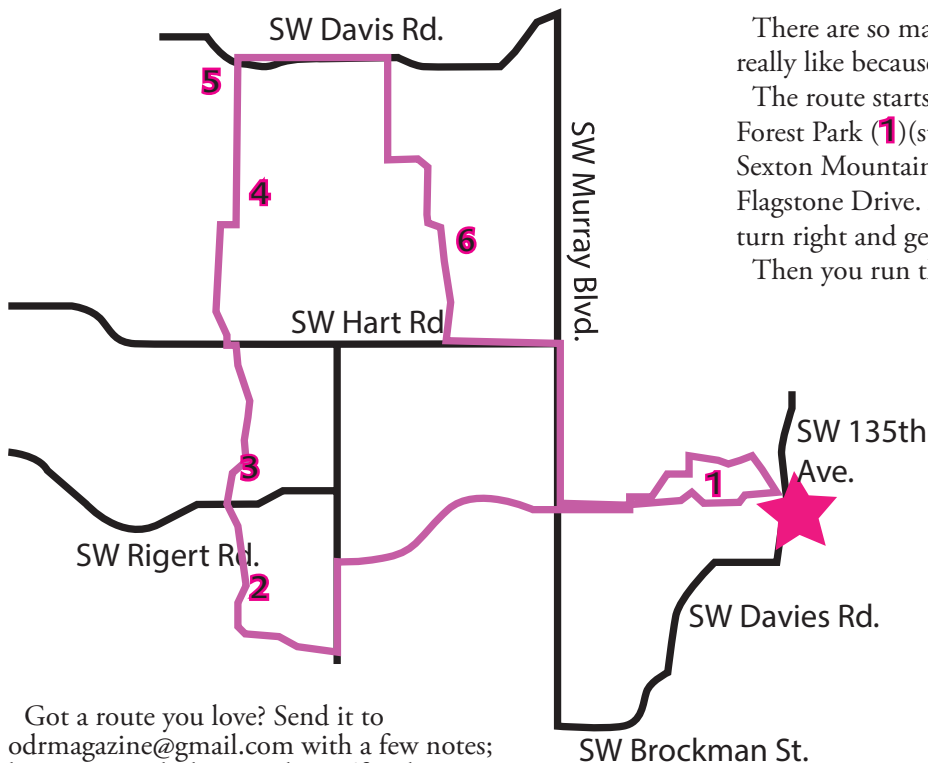 SW Davis Rd.
5
4
6
SW Murray Blvd.
SW Hart Rd
3
SW Rigert Rd.
2
1
SW 135th
Ave.
SW Davies Rd.
SW Brockman St.
There are so ma
really like because
The route starts
Forest Park (1)(s
Sexton Mountain
Flagstone Drive.
turn right and ge
Then you run t
Got a route you love? Send it to
odrmagazine@gmail.com with a few notes;